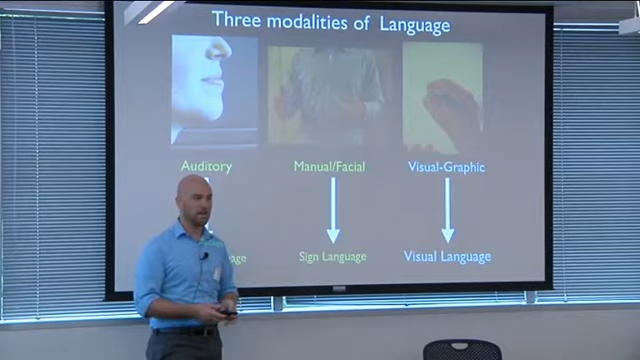 Three modalities of Language
Auditory Manual/Facial Visual-Graphic
Sign Language Visual Language